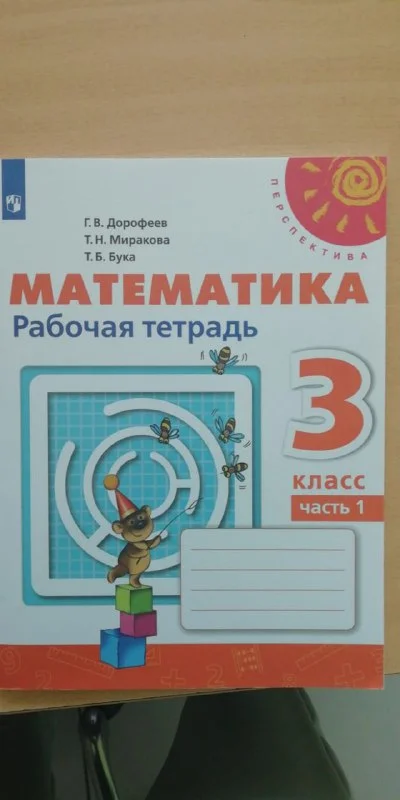 Г. В. Дорофеев
Т. Н. Миракова
Т. Б. Бука
ПЕРСПЕКТИВА
МАТЕМАТИКА
Рабочая тетрадь
3
класс
часть 1